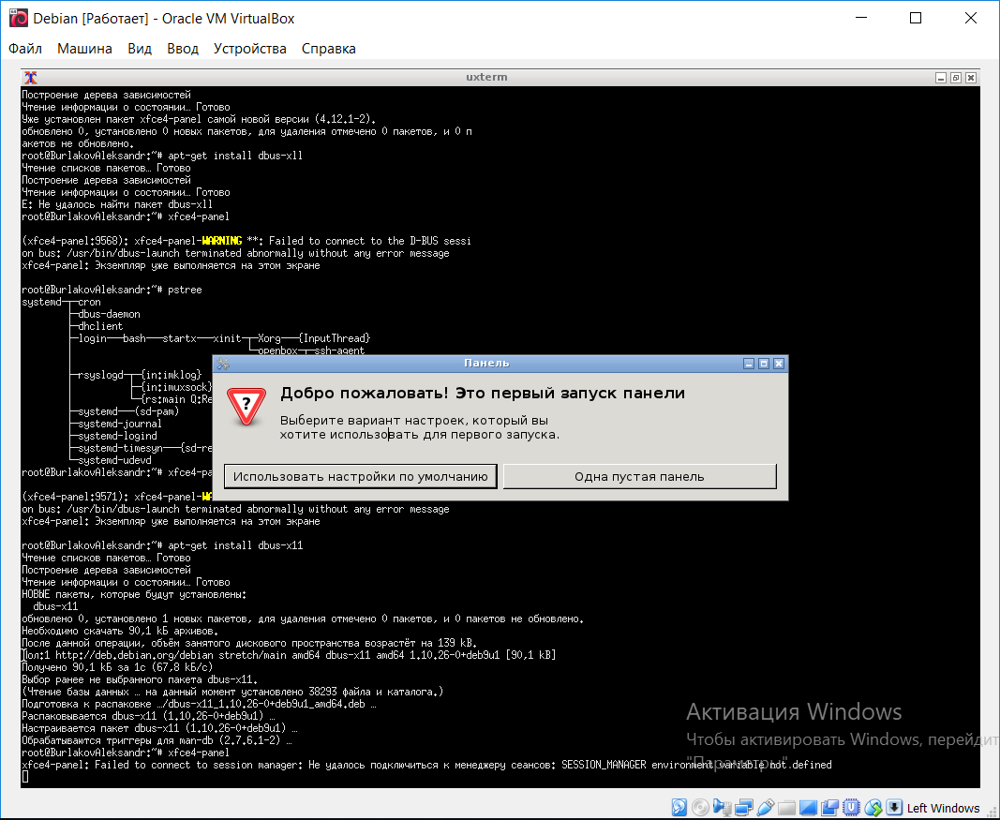 Debian [Работает] - Oracle VM VirtualBox
Файл Машина Вид Ввод Устройства Справка
uxterm
Построение дерева зависимостей
Чтение информации о состоянии… Готово
Уже установлен пакет xfce4-panel самой новой версии (4.12.1-2).
обновлено 0, установлено 0 новых пакетов, для удаления отмечено 0 пакетов, и 0 п
акетов не обновлено.
root@BurlakovAleksandr:~# apt-get install dbus-xll
Чтение списков пакетов… Готово
Построение дерева зависимостей
Чтение информации о состоянии… Готово
E: Не удалось найти пакет dbus-xll
root@BurlakovAleksandr:~# xfce4-panel
(xfce4-panel:9568): xfce4-panel-WARNING **: Failed to connect to the D-BUS sessi
on bus: /usr/bin/dbus-launch terminated abnormally without any error message
xfce4-panel: Экземпляр уже выполняется на этом экране
root@BurlakovAleksandr:~# pstree
systemd─┬─cron
├─dbus-daemon
├─dhclient
├─login───bash───startx───xinit─┬─Xorg───{InputThread}
└─openbox─┬─ssh-agent
├─rsyslogd─┬─{in:imklog}
├─{in:imuxsock}
└─{rs:main Q:Re
├─systemd───(sd-pam)
├─systemd-journal
├─systemd-logind
├─systemd-timesyn───{sd-re
└─systemd-udevd
root@BurlakovAleksandr:~# xfce4-pa
Панель
Добро пожаловать! Это первый запуск панели
Выберите вариант настроек, который вы
хотите использовать для первого запуска.
Использовать настройки по умолчанию Одна пустая панель
(xfce4-panel:9571): xfce4-panel-WA
on bus: /usr/bin/dbus-launch terminated abnormally without any error message
xfce4-panel: Экземпляр уже выполняется на этом экране
root@BurlakovAleksandr:~# apt-get install dbus-x11
Чтение списков пакетов… Готово
Построение дерева зависимостей
Чтение информации о состоянии… Готово
НОВЫЕ пакеты, которые будут установлены:
dbus-x11
обновлено 0, установлено 1 новых пакетов, для удаления отмечено 0 пакетов, и 0 пакетов не обновлено.
Необходимо скачать 90,1 kБ архивов.
После данной операции, объём занятого дискового пространства возрастёт на 139 kB.
Пол:1 http://deb.debian.org/debian stretch/main amd64 dbus-x11 amd64 1.10.26-0+deb9u1 [90,1 kB]
Получено 90,1 kБ за 1с (67,8 kБ/c)
Выбор ранее не выбранного пакета dbus-x11.
(Чтение базы данных … на данный момент установлено 38293 файла и каталога.)
Подготовка к распаковке …/dbus-x11_1.10.26-0+deb9u1_amd64.deb …
Распаковывается dbus-x11 (1.10.26-0+deb9u1) …
Настраивается пакет dbus-x11 (1.10.26-0+deb9u1) …
Обрабатываются триггеры для man-db (2.7.6.1-2) …
root@BurlakovAleksandr:~# xfce4-panel
xfce4-panel: Failed to connect to session manager: Не удалось подключиться к менеджеру сеансов: SESSION_MANAGER environment variable not defined
Активация Windows
Чтобы активировать Windows, перейдит
"Параметры".
Left Windows